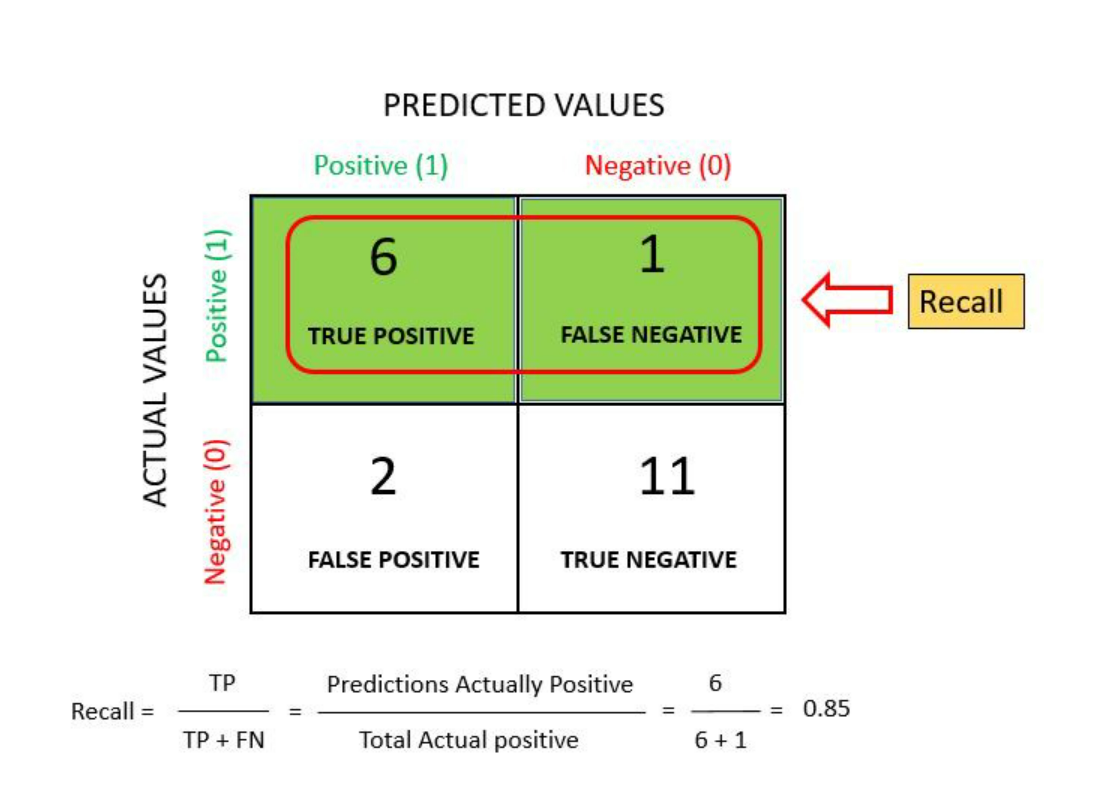 PREDICTED VALUES
Positive (1) Negative (0)
ACTUAL VALUES
Positive (1)
6 1
TRUE POSITIVE FALSE NEGATIVE
Recall
Negative (0)
2 11
FALSE POSITIVE TRUE NEGATIVE
TP Predictions Actually Positive 6
Recall = = = = 0.85
TP + FN Total Actual positive 6 + 1